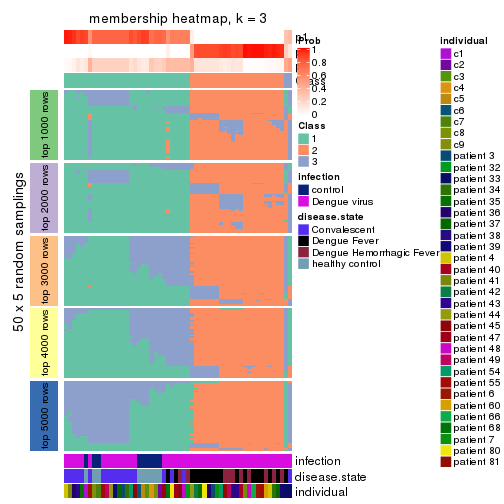 membership heatmap, k = 3
p1
Prob
1
0.8
0.6
0.4
0.2
0
Class
1
2
3
infection
control
Dengue virus
disease.state
Convalescent
Dengue Fever
Dengue Hemorrhagic Fever
healthy control
individual
c1
c2
c3
c4
c5
c6
c7
c8
c9
patient 3
patient 32
patient 33
patient 34
patient 35
patient 36
patient 37
patient 38
patient 39
patient 4
patient 40
patient 41
patient 42
patient 43
patient 44
patient 45
patient 47
patient 48
patient 49
patient 54
patient 55
patient 6
patient 60
patient 66
patient 68
patient 7
patient 80
patient 81
50 x 5 random samplings
top 1000 rows
top 2000 rows
top 3000 rows
top 4000 rows
top 5000 rows
infection
disease.state
individual